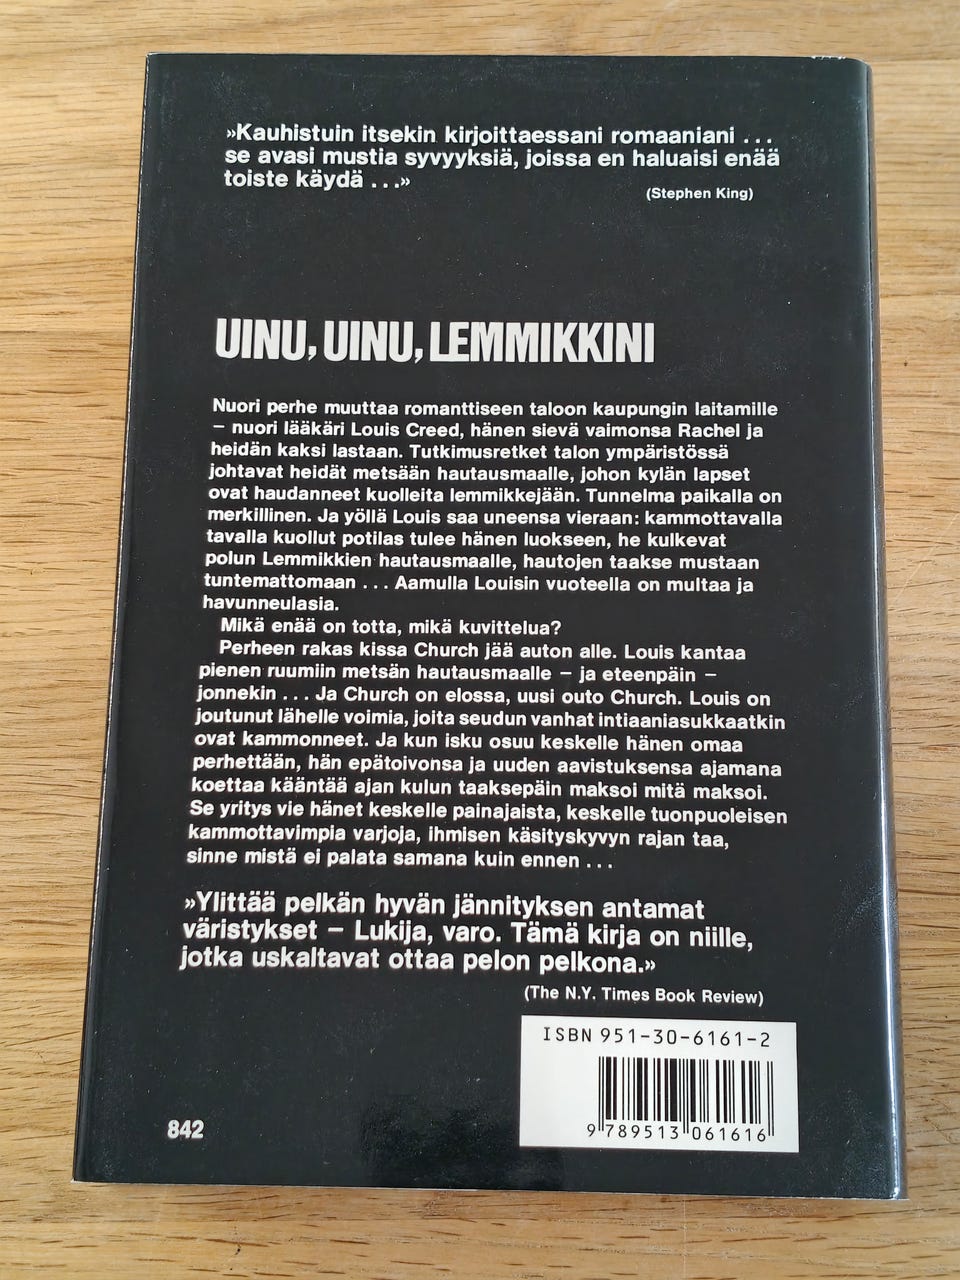 »Kauhistuin itsekin kirjoittaessani romaaniani . . .
se avasi mustia syvyyksiä, joissa en haluaisi enää
toiste käydä . . .»
(Stephen King)
UINU, UINU, LEMMIKKINI
Nuori perhe muuttaa romanttiseen taloon kaupungin laitamille
– nuori lääkäri Louis Creed, hänen sievä vaimonsa Rachel ja
heidän kaksi lastaan. Tutkimusretket talon ympäristössä
johtavat heidät metsään hautausmaalle, johon kylän lapset
ovat haudanneet kuolleita lemmikkejään. Tunnelma paikalla on
merkillinen. Ja yöllä Louis saa uneensa vieraan: kammottavalla
tavalla kuollut potilas tulee hänen luokseen, he kulkevat
polun Lemmikkien hautausmaalle, hautojen taakse mustaan
tuntemattomaan . . . Aamulla Louisin vuoteella on multaa ja
havunneulasia.
Mikä enää on totta, mikä kuvittelua?
Perheen rakas kissa Church jää auton alle. Louis kantaa
pienen ruumiin metsän hautausmaalle – ja eteenpäin –
jonnekin . . . Ja Church on elossa, uusi outo Church. Louis on
joutunut lähelle voimia, joita seudun vanhat intiaanisukkaatkin
ovat kammonneet. Ja kun isku osuu keskelle hänen omaa
perhettään, hän epätoivonsa ja uuden aavistuksensa ajamana
koettaa kääntää ajan kulun taaksepäin maksoi mitä maksoi.
Se yritys vie hänet keskelle painajaista, keskelle tuonpuoleisen
kammottavimpia varjoja, ihmisen käsityskyvyn rajan taa,
sinne mistä ei palata samana kuin ennen . . .
»Ylittää pelkän hyvän jännityksen antamat
väristykset – Lukija, varo. Tämä kirja on niille,
jotka uskaltavat ottaa pelon pelkona.»
(The N.Y. Times Book Review)
ISBN 951-30-6161-2
9 789513 061616
842